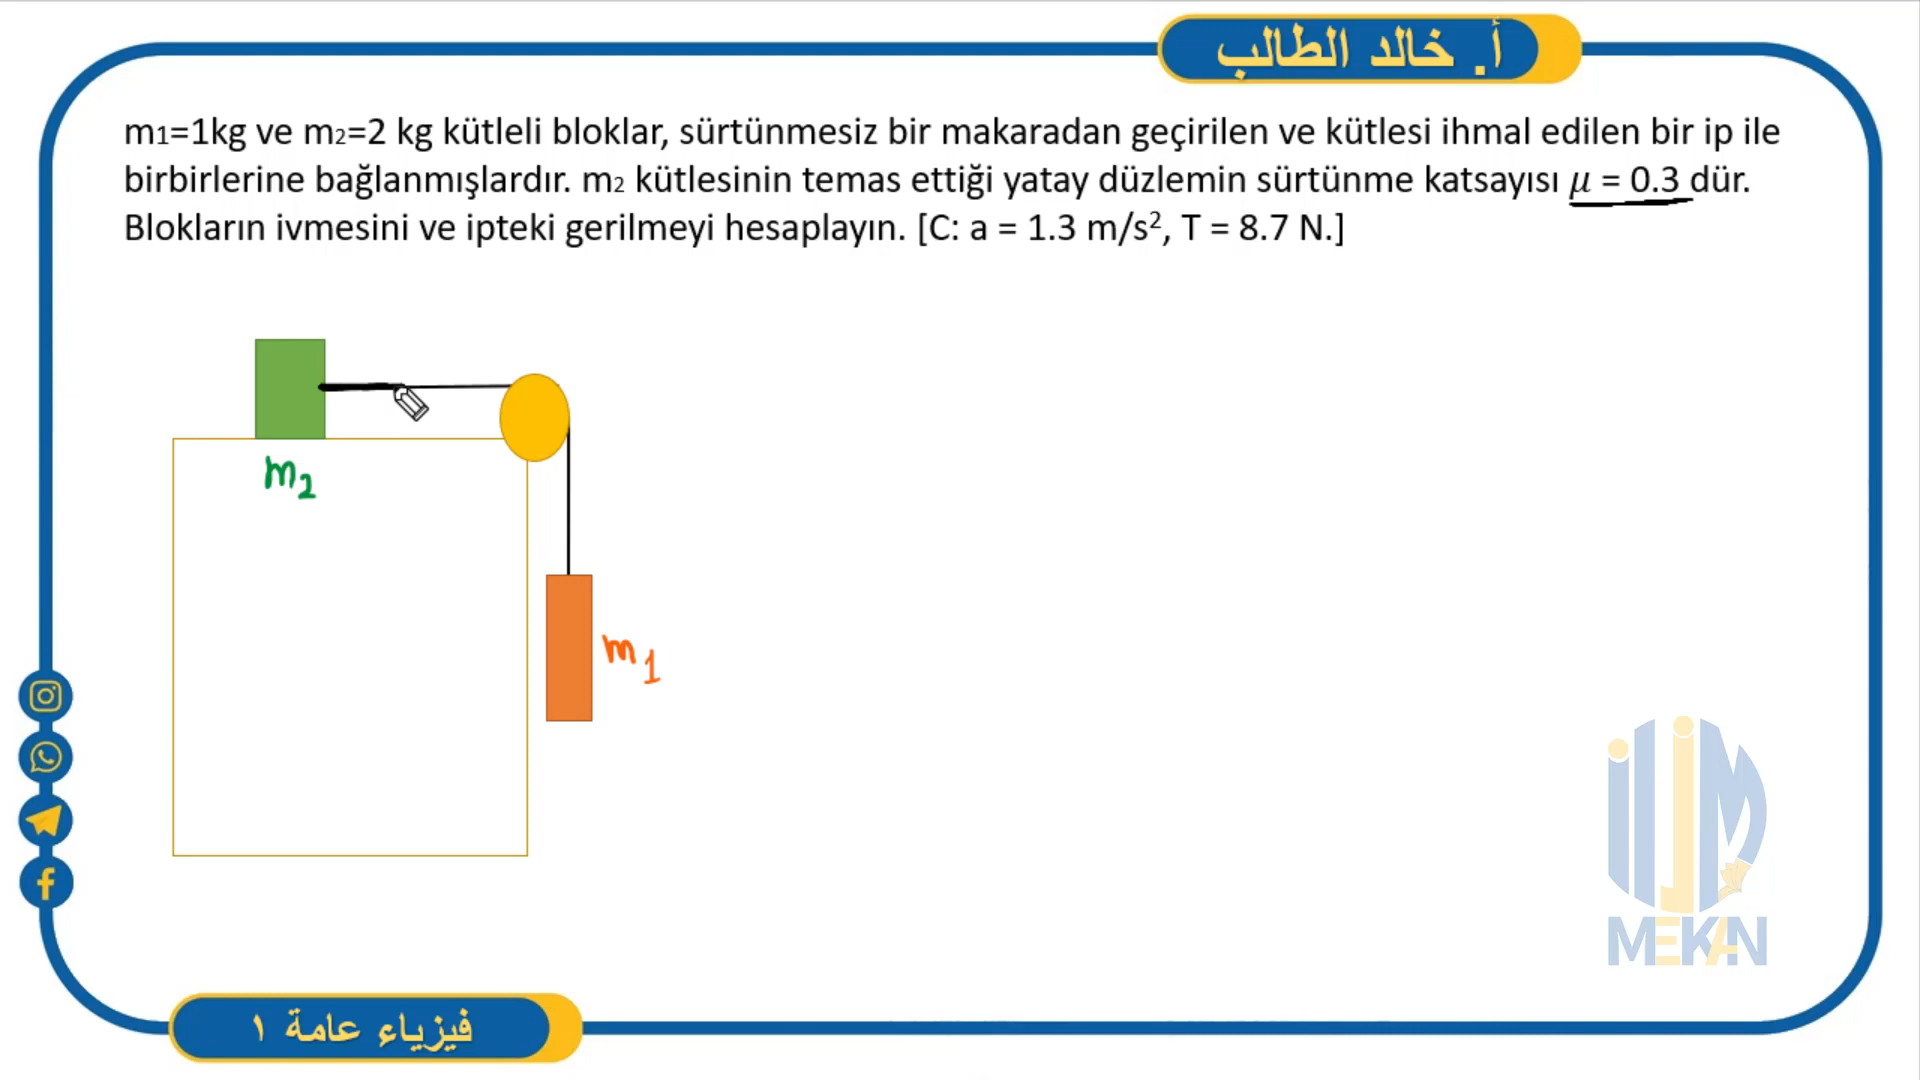 أ. خالد الطالب
m1=1kg ve m2=2 kg kütleli bloklar, sürtünmesiz bir makaradan geçirilen ve kütlesi ihmal edilen bir ip ile
birbirlerine bağlanmışlardır. m2 kütlesinin temas ettiği yatay düzlemin sürtünme katsayısı μ = 0.3 dür.
Blokların ivmesini ve ipteki gerilmeyi hesaplayın. [C: a = 1.3 m/s², T = 8.7 N.]
m2
m1
MEKAN
فيزياء عامة ١